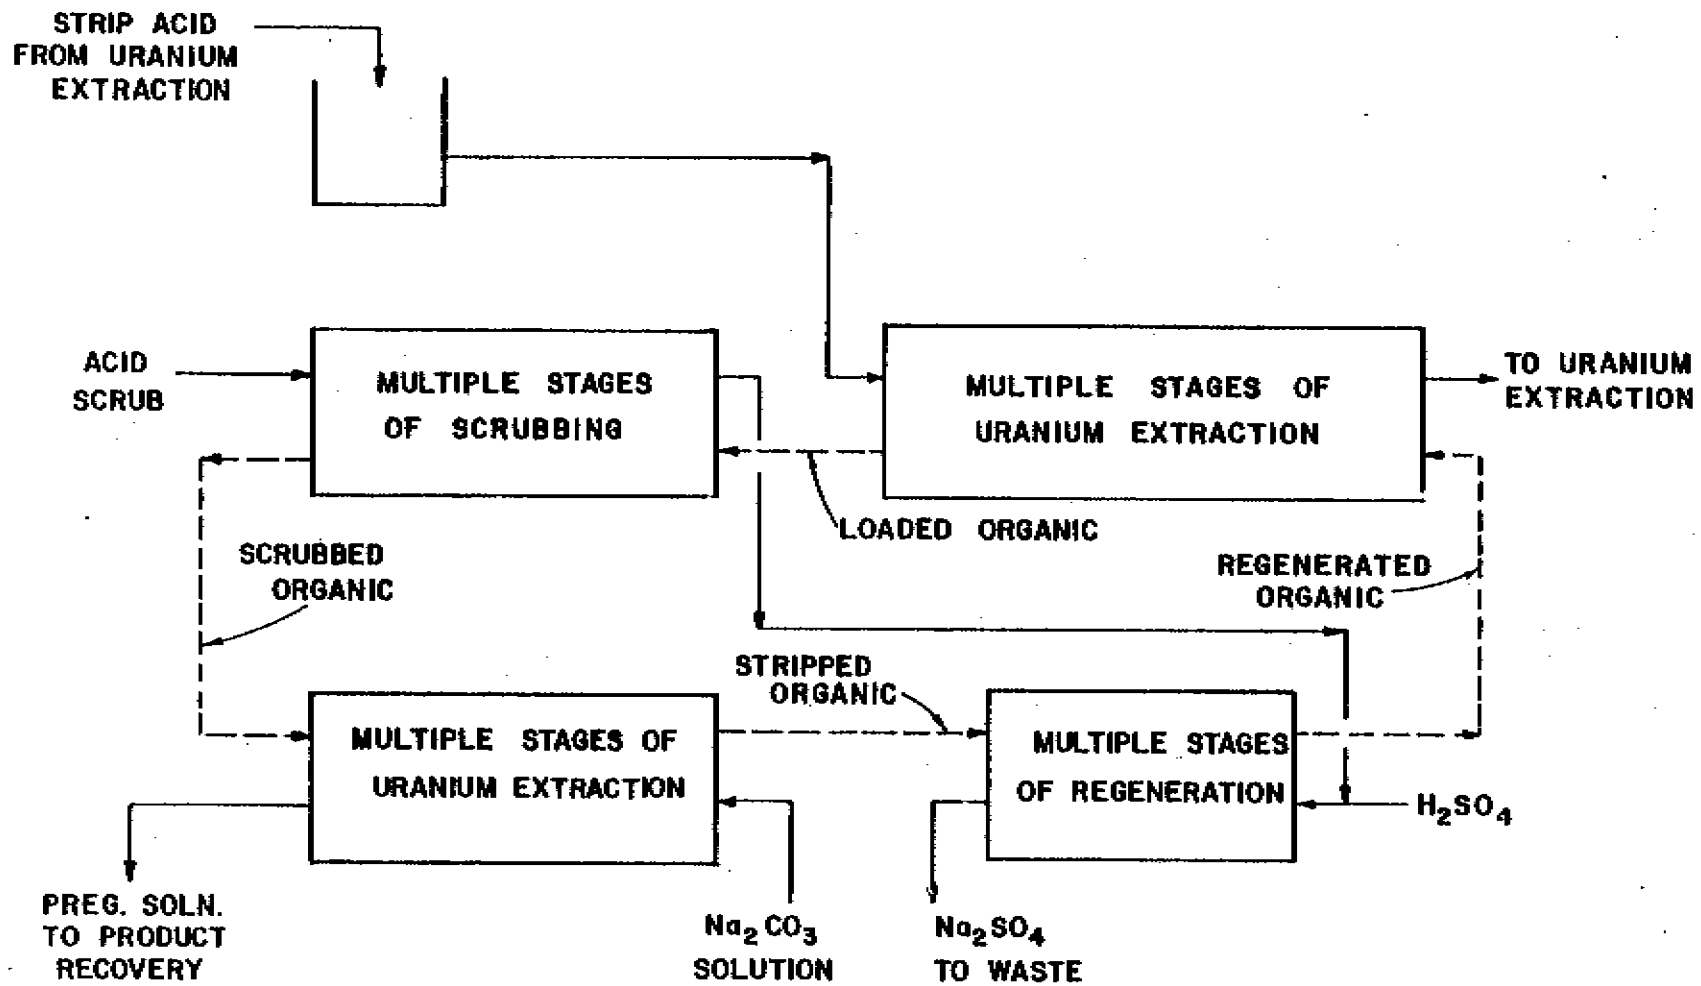 STRIP ACID
FROM URANIUM
EXTRACTION
ACID
SCRUB
MULTIPLE STAGES
OF SCRUBBING
MULTIPLE STAGES OF
URANIUM EXTRACTION
TO URANIUM
EXTRACTION
LOADED ORGANIC
SCRUBBED
ORGANIC
REGENERATED
ORGANIC
STRIPPED
ORGANIC
MULTIPLE STAGES OF
URANIUM EXTRACTION
MULTIPLE STAGES
OF REGENERATION
H₂SO₄
PREG. SOLN.
TO PRODUCT
RECOVERY
Na₂CO₃
SOLUTION
Na₂SO₄
TO WASTE